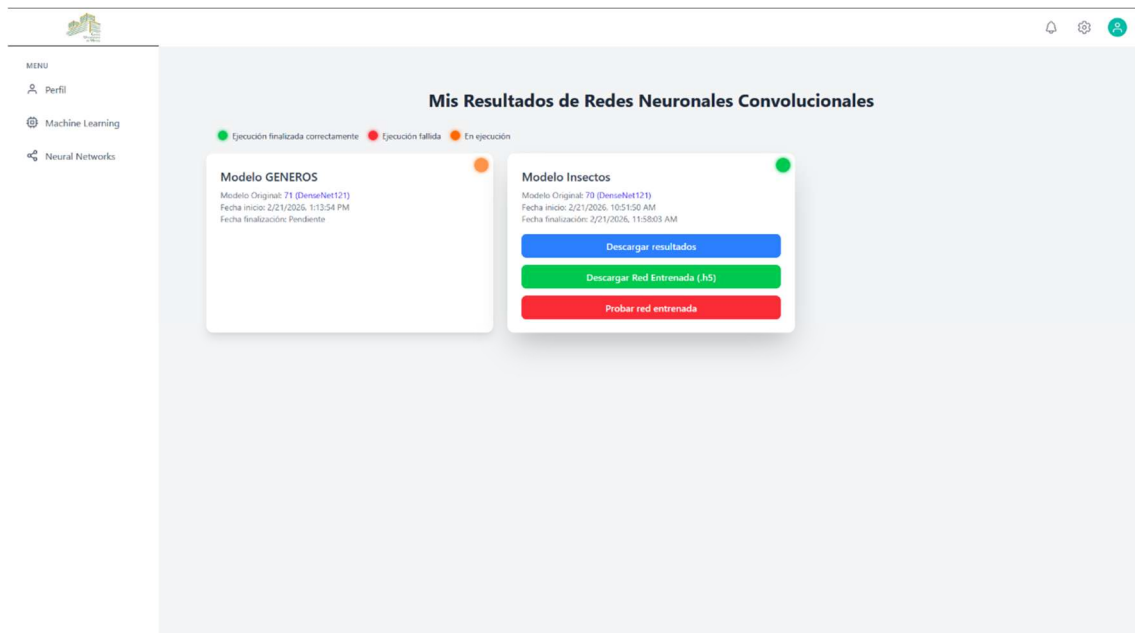 MENU
Perfil
Machine Learning
Neural Networks
Mis Resultados de Redes Neuronales Convolucionales
Ejecución finalizada correctamente Ejecución fallida En ejecución
Modelo GENEROS
Modelo Original: 71 (DenseNet121)
Fecha inicio: 2/21/2026, 1:13:54 PM
Fecha finalización: Pendiente
Modelo Insectos
Modelo Original: 70 (DenseNet121)
Fecha inicio: 2/21/2026, 10:51:50 AM
Fecha finalización: 2/21/2026, 11:58:03 AM
Descargar resultados
Descargar Red Entrenada (.h5)
Probar red entrenada